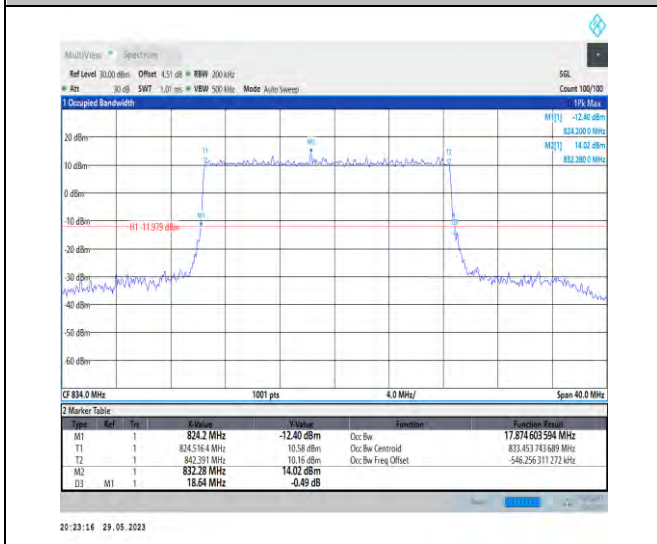 MultiView Spectrum
Ref Level 30.00 dBm Offset 4.51 dB RBW 200 kHz SGL
Att 30 dB SWT 1.01 ms VBW 500 kHz Mode Auto Sweep Count 100/100
1 Occupied Bandwidth 1Pk Max
M1[1] -12.40 dBm
824.2000 MHz
M2[1] 14.02 dBm
832.2800 MHz
20 dBm
M2
T1
T2
10 dBm
0 dBm
-10 dBm
M1
H1 -11.979 dBm
-20 dBm
-30 dBm
-40 dBm
-50 dBm
-60 dBm
CF 834.0 MHz 1001 pts 4.0 MHz/ Span 40.0 MHz
2 Marker Table
Type Ref Trc X-Value Y-Value Function Function Result
M1 1 824.2 MHz -12.40 dBm Occ Bw 17.874 603 594 MHz
T1 1 824.5164 MHz 10.58 dBm Occ Bw Centroid 833.453 743 689 MHz
T2 1 842.391 MHz 10.16 dBm Occ Bw Freq Offset -546.256 311 272 kHz
M2 1 832.28 MHz 14.02 dBm
D3 M1 1 18.64 MHz -0.49 dB
20:23:16 29.05.2023